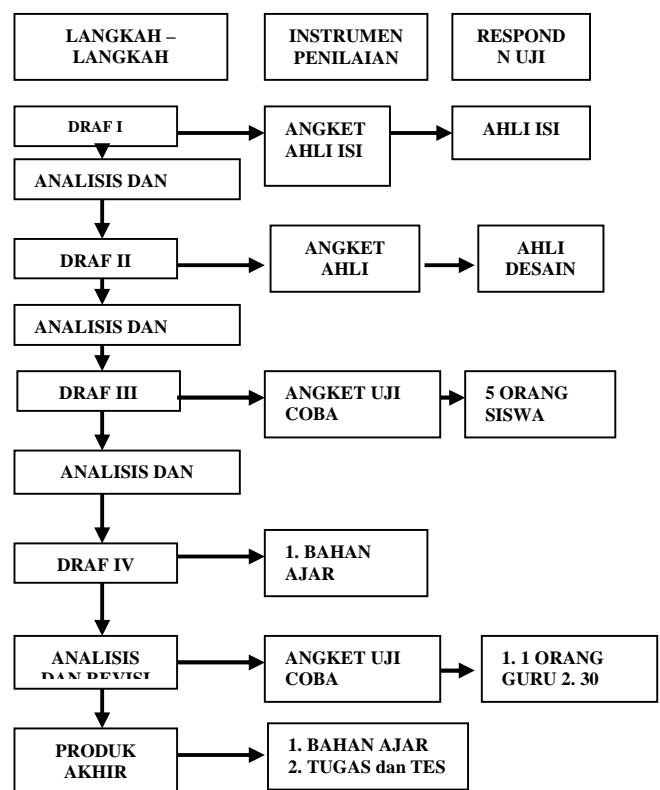 LANGKAH –
LANGKAH
INSTRUMEN
PENILAIAN
RESPOND
N UJI
DRAF I
ANGKET
AHLI ISI
AHLI ISI
ANALISIS DAN
DRAF II
ANGKET
AHLI
AHLI
DESAIN
ANALISIS DAN
DRAF III
ANGKET UJI
COBA
5 ORANG
SISWA
ANALISIS DAN
DRAF IV
1. BAHAN
AJAR
ANALISIS
DAN REVISI
ANGKET UJI
COBA
1. 1 ORANG
GURU 2. 30
PRODUK
AKHIR
1. BAHAN AJAR
2. TUGAS dan TES